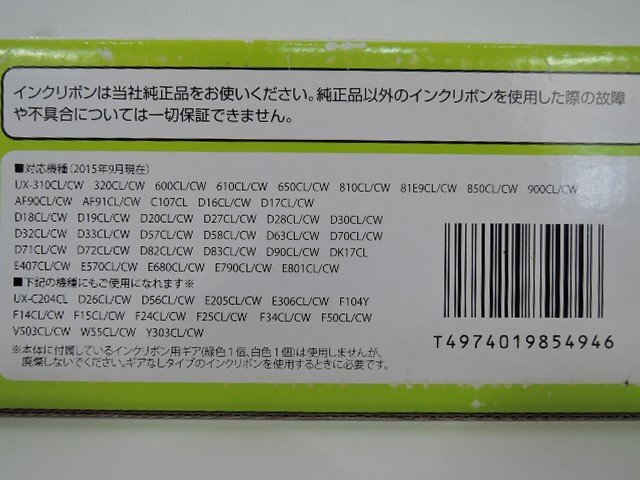 インクリボンは当社純正品をお使いください。純正品以外のインクリボンを使用した際の故障
や不具合については一切保証できません。
■対応機種(2015年9月現在)
UX-310CL/CW 320CL/CW 600CL/CW 610CL/CW 650CL/CW 810CL/CW 81E9CL/CW 850CL/CW 900CL/CW
AF90CL/CW AF91CL/CW C107CL D16CL/CW D17CL/CW
D18CL/CW D19CL/CW D20CL/CW D27CL/CW D28CL/CW D30CL/CW
D32CL/CW D33CL/CW D57CL/CW D58CL/CW D63CL/CW D70CL/CW
D71CL/CW D72CL/CW D82CL/CW D83CL/CW D90CL/CW DK17CL
E407CL/CW E570CL/CW E680CL/CW E790CL/CW E801CL/CW
■下記の機種にもご使用になれます※
UX-C204CL D26CL/CW D56CL/CW E205CL/CW E306CL/CW F104Y
F14CL/CW F15CL/CW F24CL/CW F25CL/CW F34CL/CW F50CL/CW
V503CL/CW W55CL/CW Y303CL/CW
※本体に付属しているインクリボン用ギア(緑色1個、白色1個)は使用しませんが、
廃棄しないでください。ギアなしタイプのインクリボンを使用するときに必要です。
T4974019854946